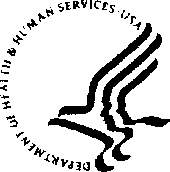 DEPARTMENT OF HEALTH & HUMAN SERVICES · USA